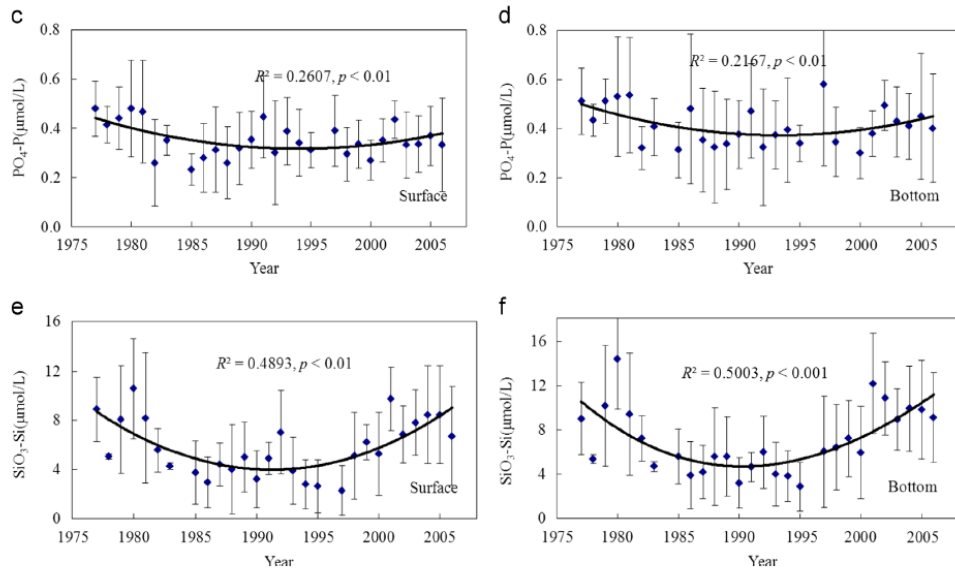 c
PO₄-P(μmol/L)
0.8
0.6
0.4
0.2
0.0
R² = 0.2607, p < 0.01
Surface
1975 1980 1985 1990 1995 2000 2005
Year
d
PO₄-P(μmol/L)
0.8
0.6
0.4
0.2
0.0
R² = 0.2167, p < 0.01
Bottom
1975 1980 1985 1990 1995 2000 2005
Year
e
SiO₃-Si(μmol/L)
16
12
8
4
0
R² = 0.4893, p < 0.01
Surface
1975 1980 1985 1990 1995 2000 2005
Year
f
SiO₃-Si(μmol/L)
16
12
8
4
0
R² = 0.5003, p < 0.001
Bottom
1975 1980 1985 1990 1995 2000 2005
Year